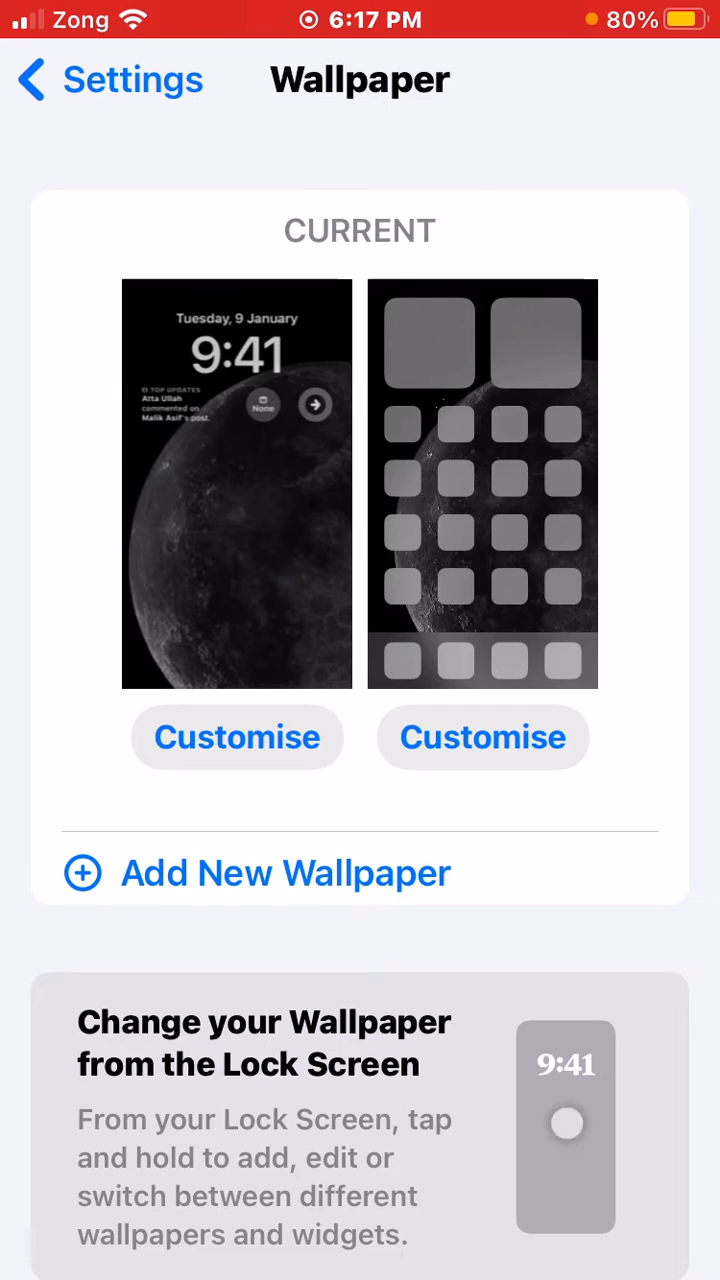 Zong 6:17 PM 80%
Settings Wallpaper
CURRENT
Tuesday, 9 January
9:41
TOP UPDATES
Atta Ullah
commented on
Malik Asif's post.
None
Customise Customise
Add New Wallpaper
Change your Wallpaper
from the Lock Screen
9:41
From your Lock Screen, tap
and hold to add, edit or
switch between different
wallpapers and widgets.